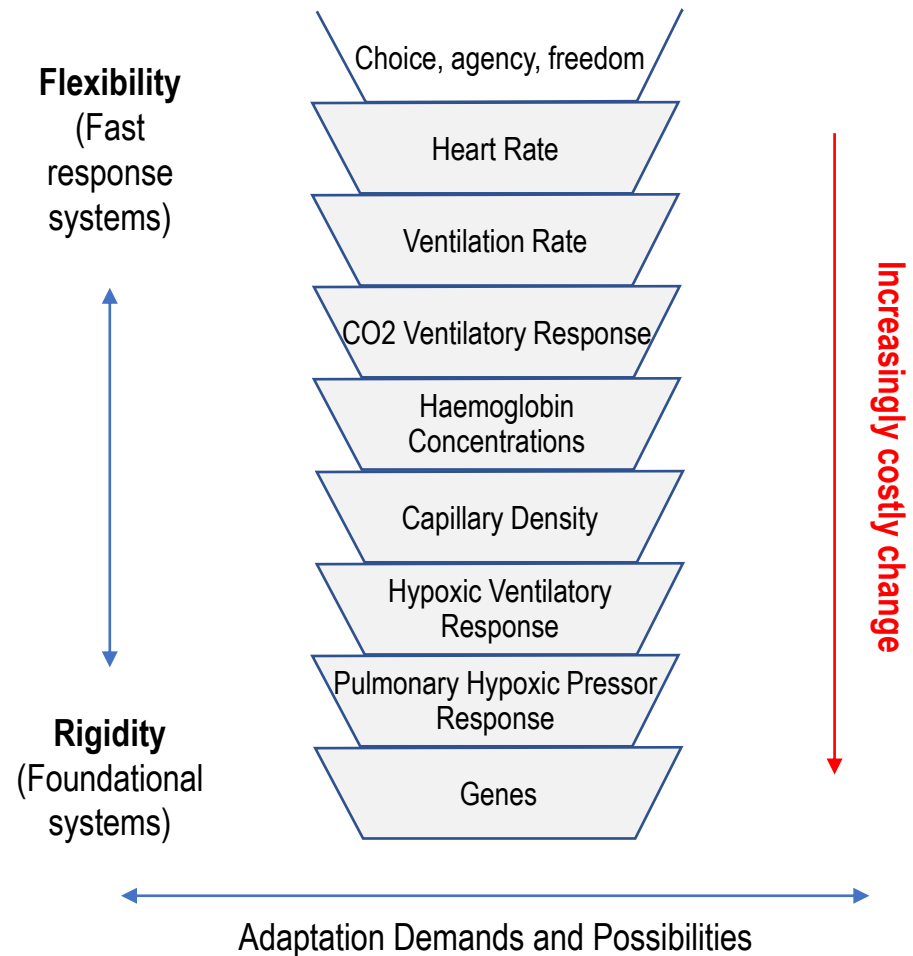 Choice, agency, freedom
Flexibility
(Fast
response
systems)
Heart Rate
Ventilation Rate
CO2 Ventilatory Response
Haemoglobin
Concentrations
Capillary Density
Hypoxic Ventilatory
Response
Pulmonary Hypoxic Pressor
Response
Genes
Rigidity
(Foundational
systems)
Increasingly costly change
Adaptation Demands and Possibilities